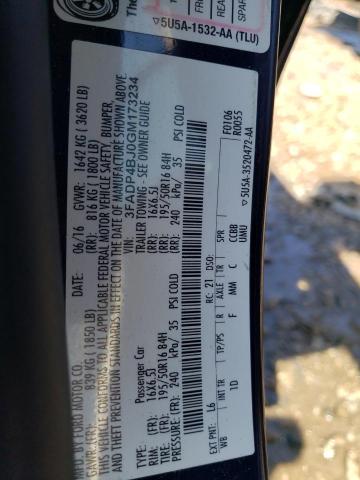 ▽5U5A-1532-AA (TLU)
MFD. BY FORD MOTOR CO.
DATE: 06/16 GVWR: 1642 KG ( 3620 LB)
GAWR: (FR): 839 KG ( 1850 LB) (RR): 816 KG ( 1800 LB)
THIS VEHICLE CONFORMS TO ALL APPLICABLE FEDERAL MOTOR VEHICLE SAFETY, BUMPER,
AND THEFT PREVENTION STANDARDS IN EFFECT ON THE DATE OF MANUFACTURE SHOWN ABOVE
VIN: 3FADP4BJ0GM173234
Passenger Car TRAILER TOWING - SEE OWNER GUIDE
RIM: (FR): 16X6.5J (RR): 16X6.5J
TIRE: (FR): 195/50R16 84H (RR): 195/50R16 84H
PRESSURE: (FR): 240 kPa/ 35 PSI COLD (RR): 240 kPa/ 35 PSI COLD
F0106
R0055
EXT PNT: L6 RC: 21 DSO:
WB INT TR TP/PS R AXLE TR SPR
1D F MM C CCBB
UMU
▽5U5A-3520472-AA